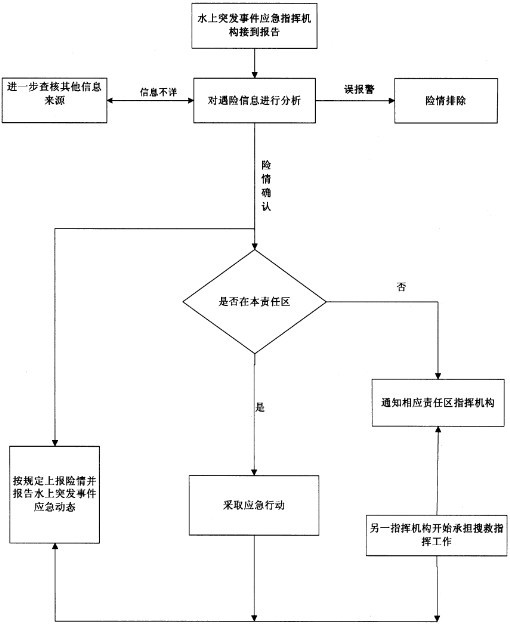 水上突发事件应急指挥机
构接到报告
进一步查核其他信息
来源
信息不详
对遇险信息进行分析
误报警
险情排除
险
情
确
认
是否在本责任区
否
通知相应责任区指挥机构
是
按规定上报险情并
报告水上突发事件
应急动态
采取应急行动
另一指挥机构开始承担搜救指
挥工作